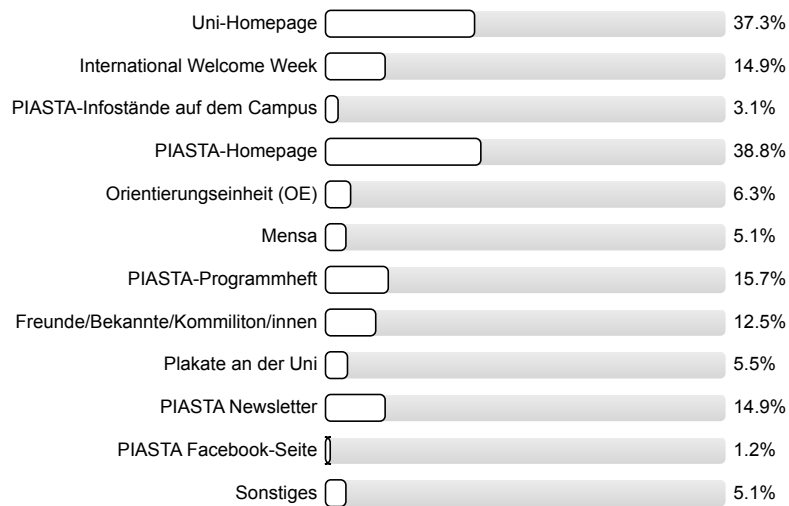 Uni-Homepage 37.3%
International Welcome Week 14.9%
PIASTA-Infostände auf dem Campus 3.1%
PIASTA-Homepage 38.8%
Orientierungseinheit (OE) 6.3%
Mensa 5.1%
PIASTA-Programmheft 15.7%
Freunde/Bekannte/Kommiliton/innen 12.5%
Plakate an der Uni 5.5%
PIASTA Newsletter 14.9%
PIASTA Facebook-Seite 1.2%
Sonstiges 5.1%